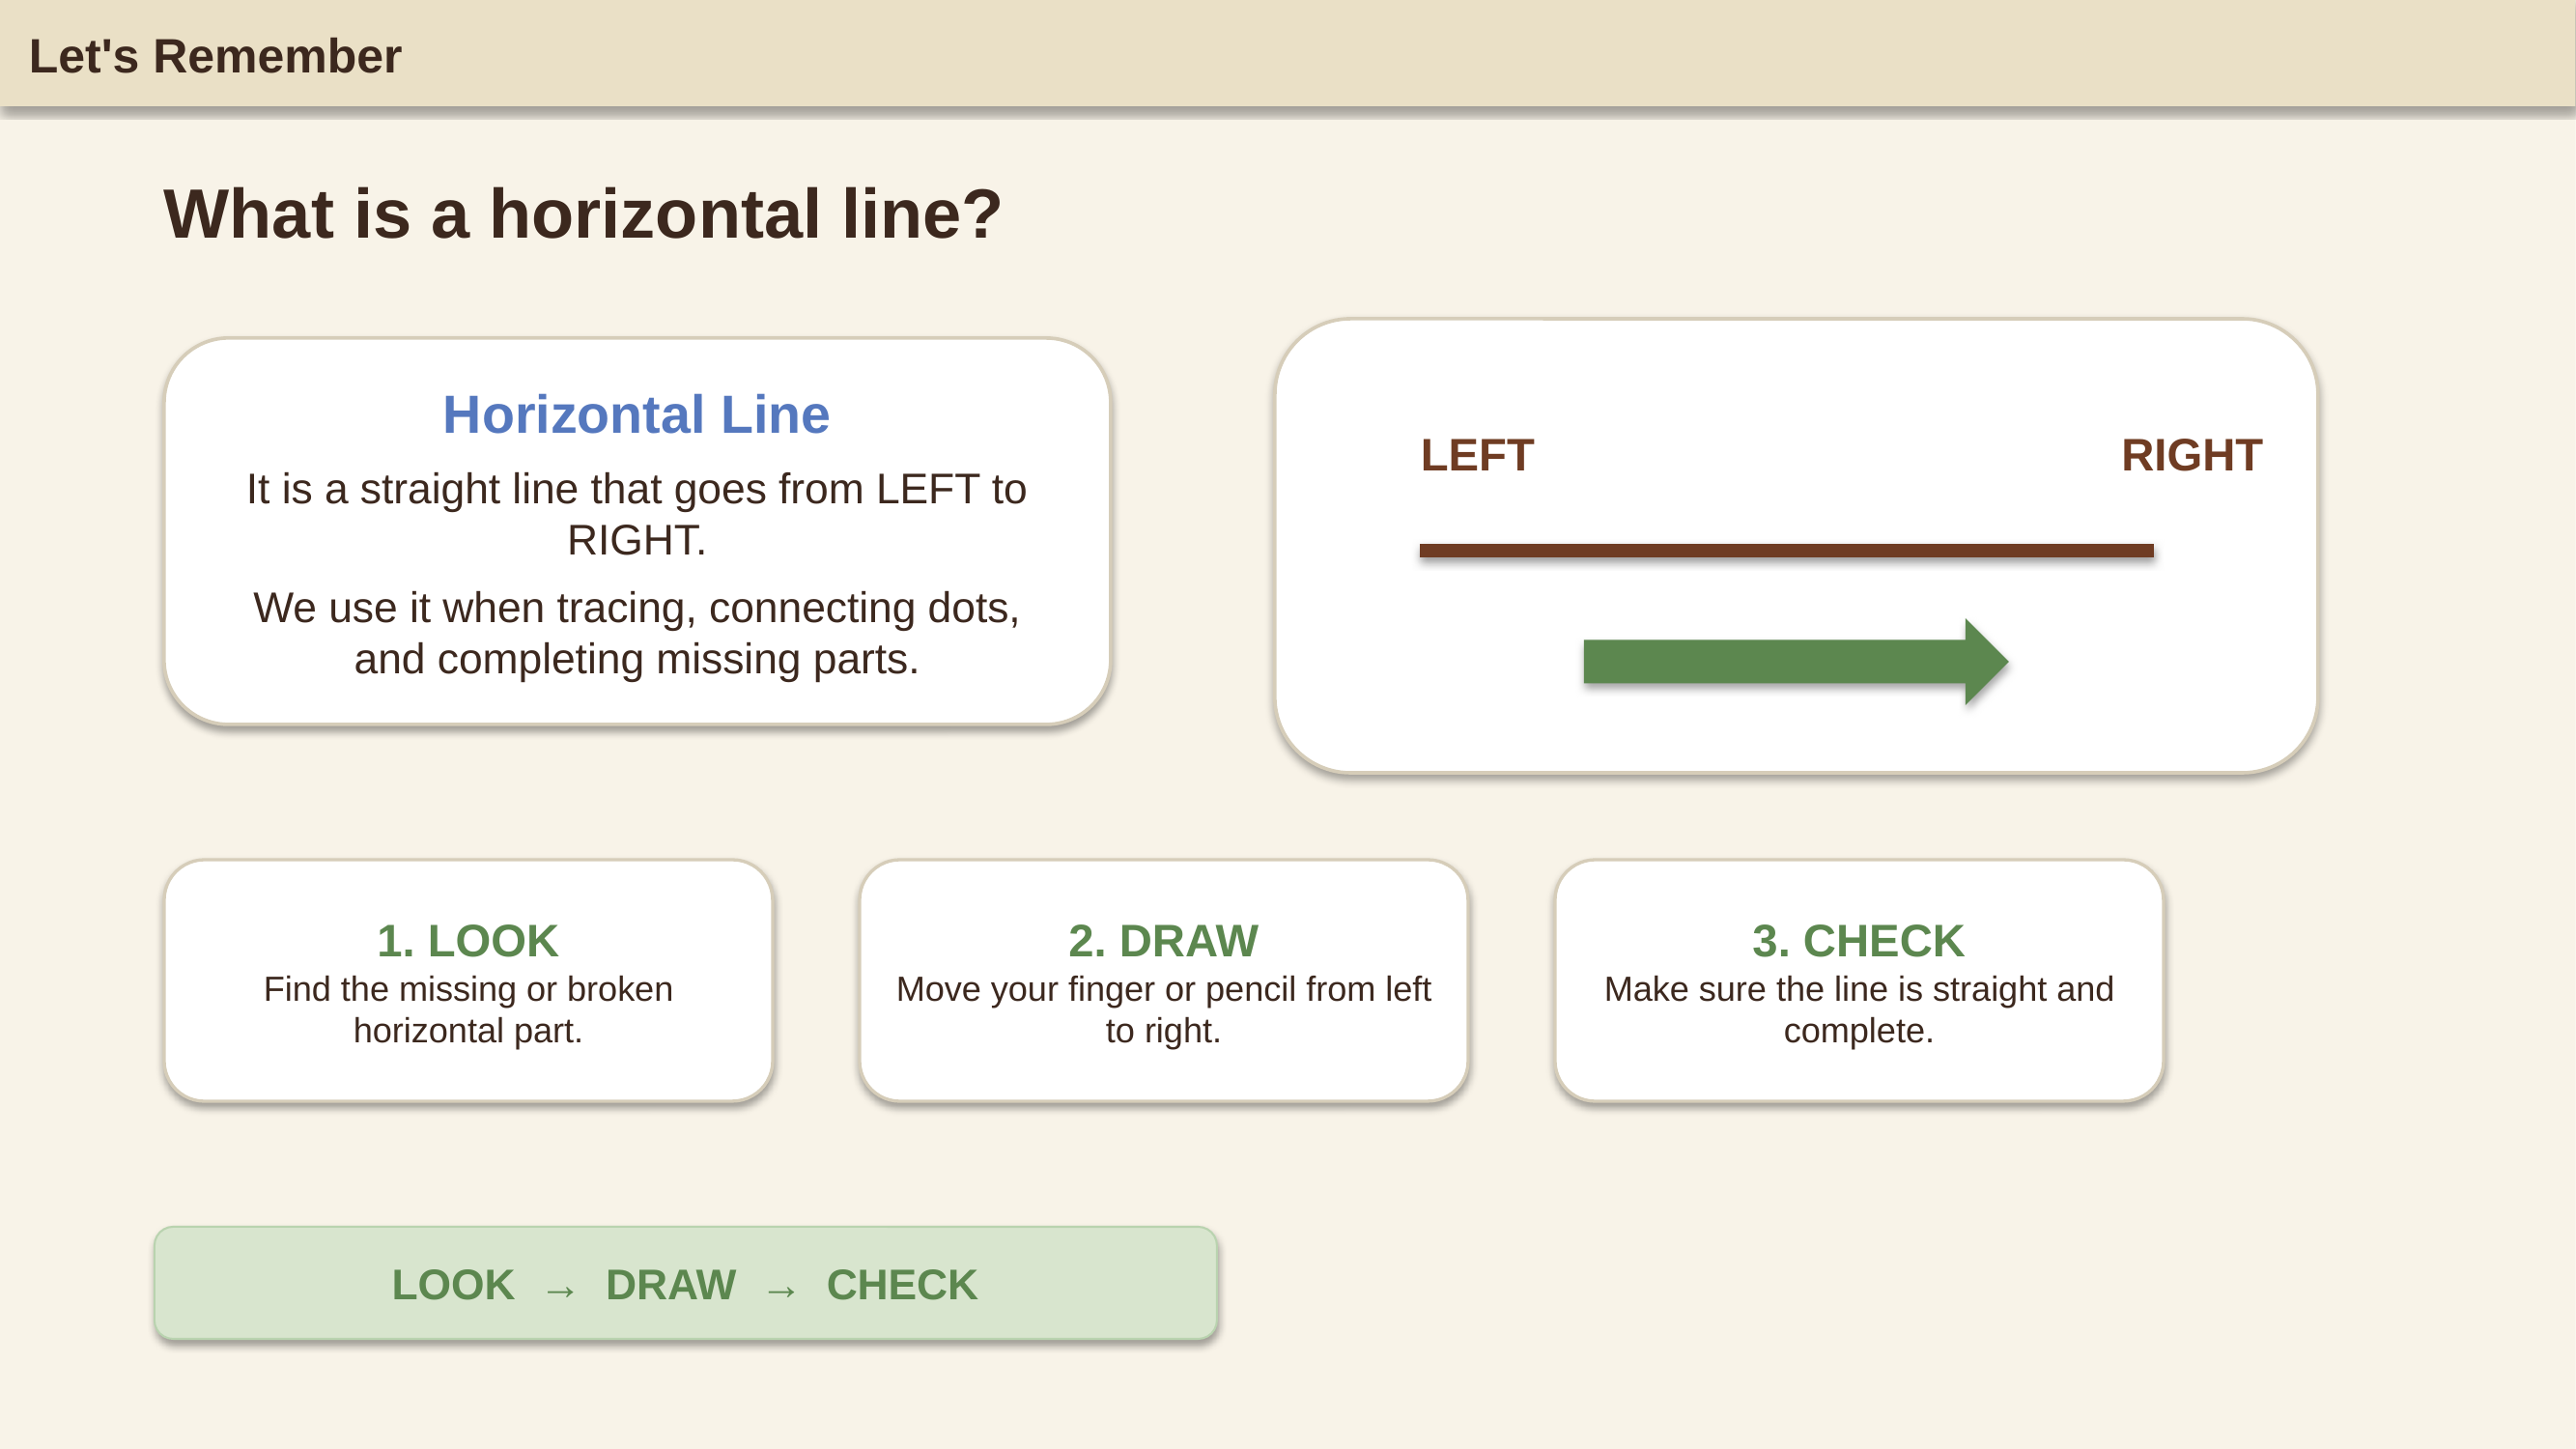 Let's Remember
What is a horizontal line?
Horizontal Line
It is a straight line that goes from LEFT to
RIGHT.
We use it when tracing, connecting dots,
and completing missing parts.
LEFT
RIGHT
1. LOOK
Find the missing or broken
horizontal part.
2. DRAW
Move your finger or pencil from left
to right.
3. CHECK
Make sure the line is straight and
complete.
LOOK → DRAW → CHECK